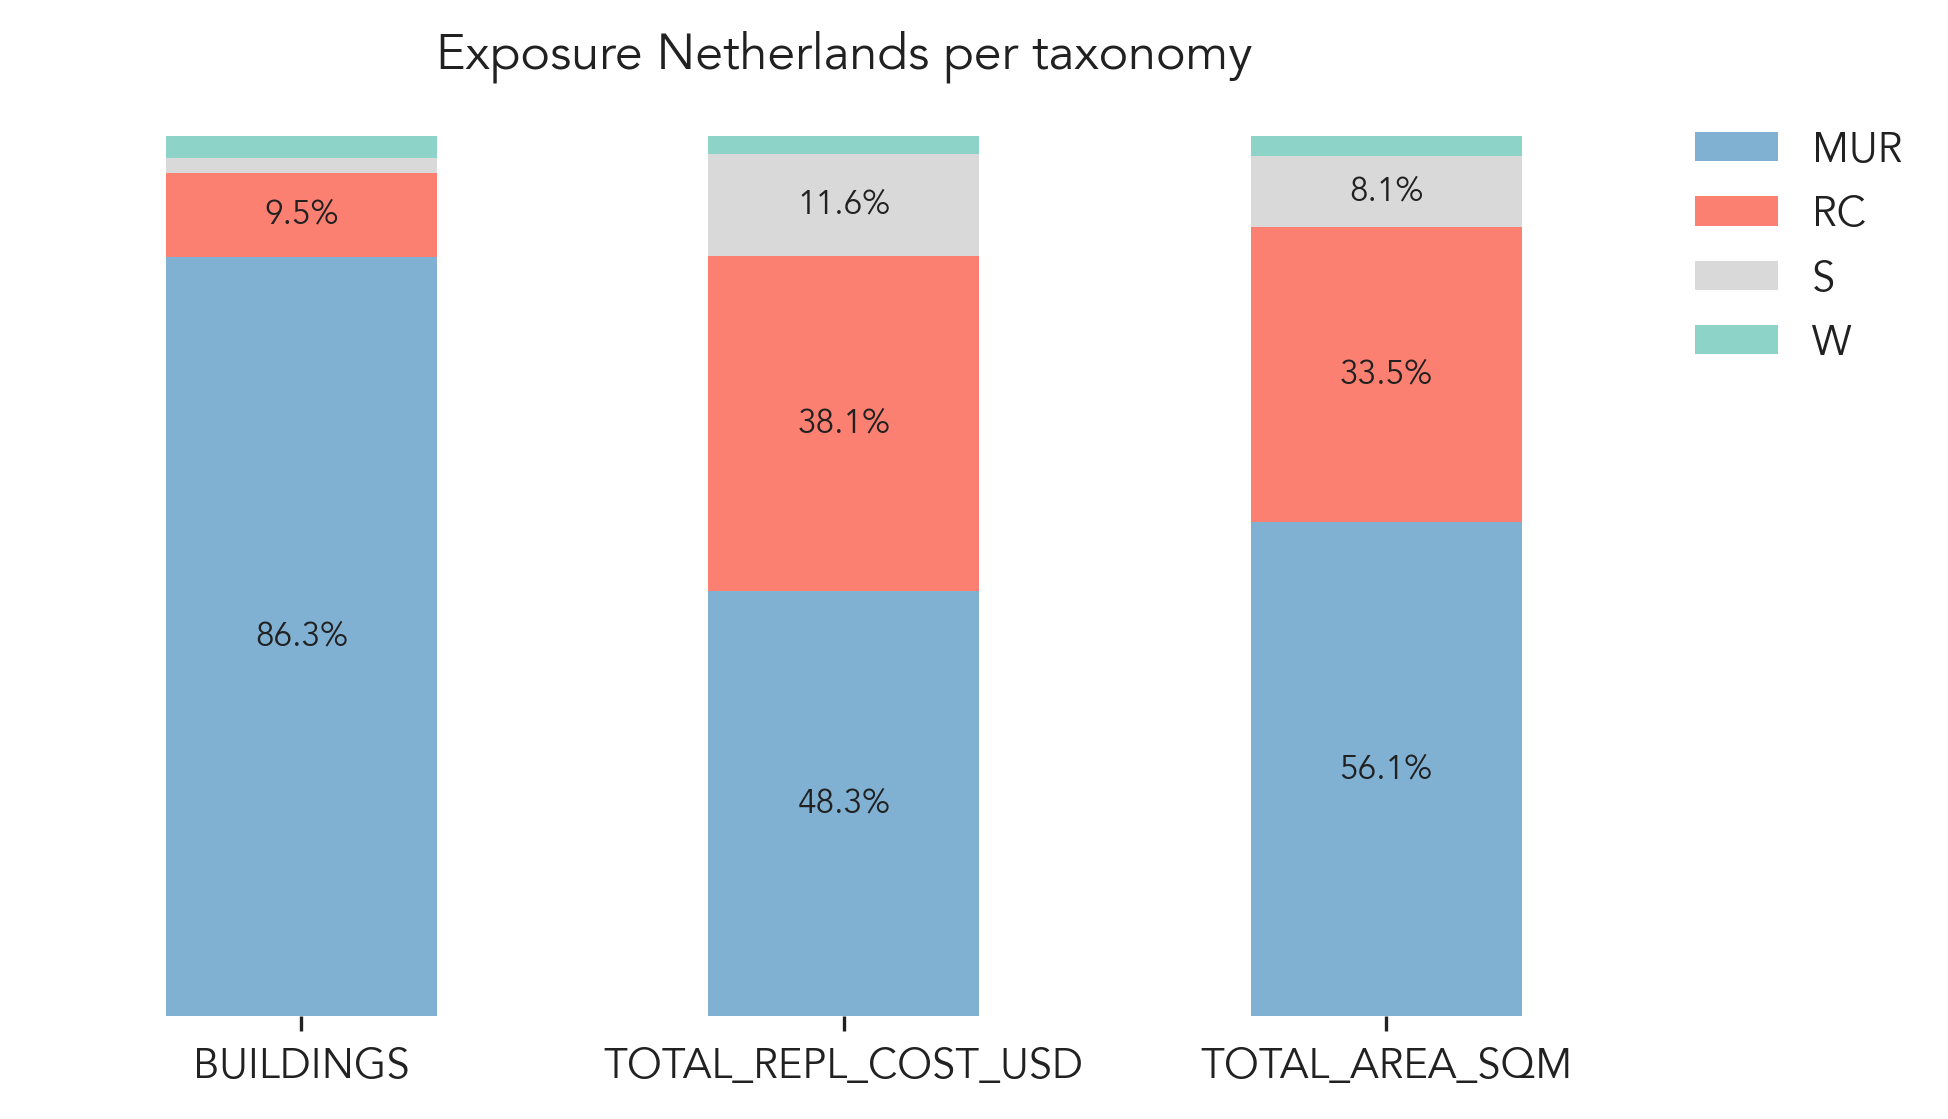 Exposure Netherlands per taxonomy
MUR
RC
S
W
9.5%
86.3%
11.6%
38.1%
48.3%
8.1%
33.5%
56.1%
BUILDINGS
TOTAL_REPL_COST_USD
TOTAL_AREA_SQM